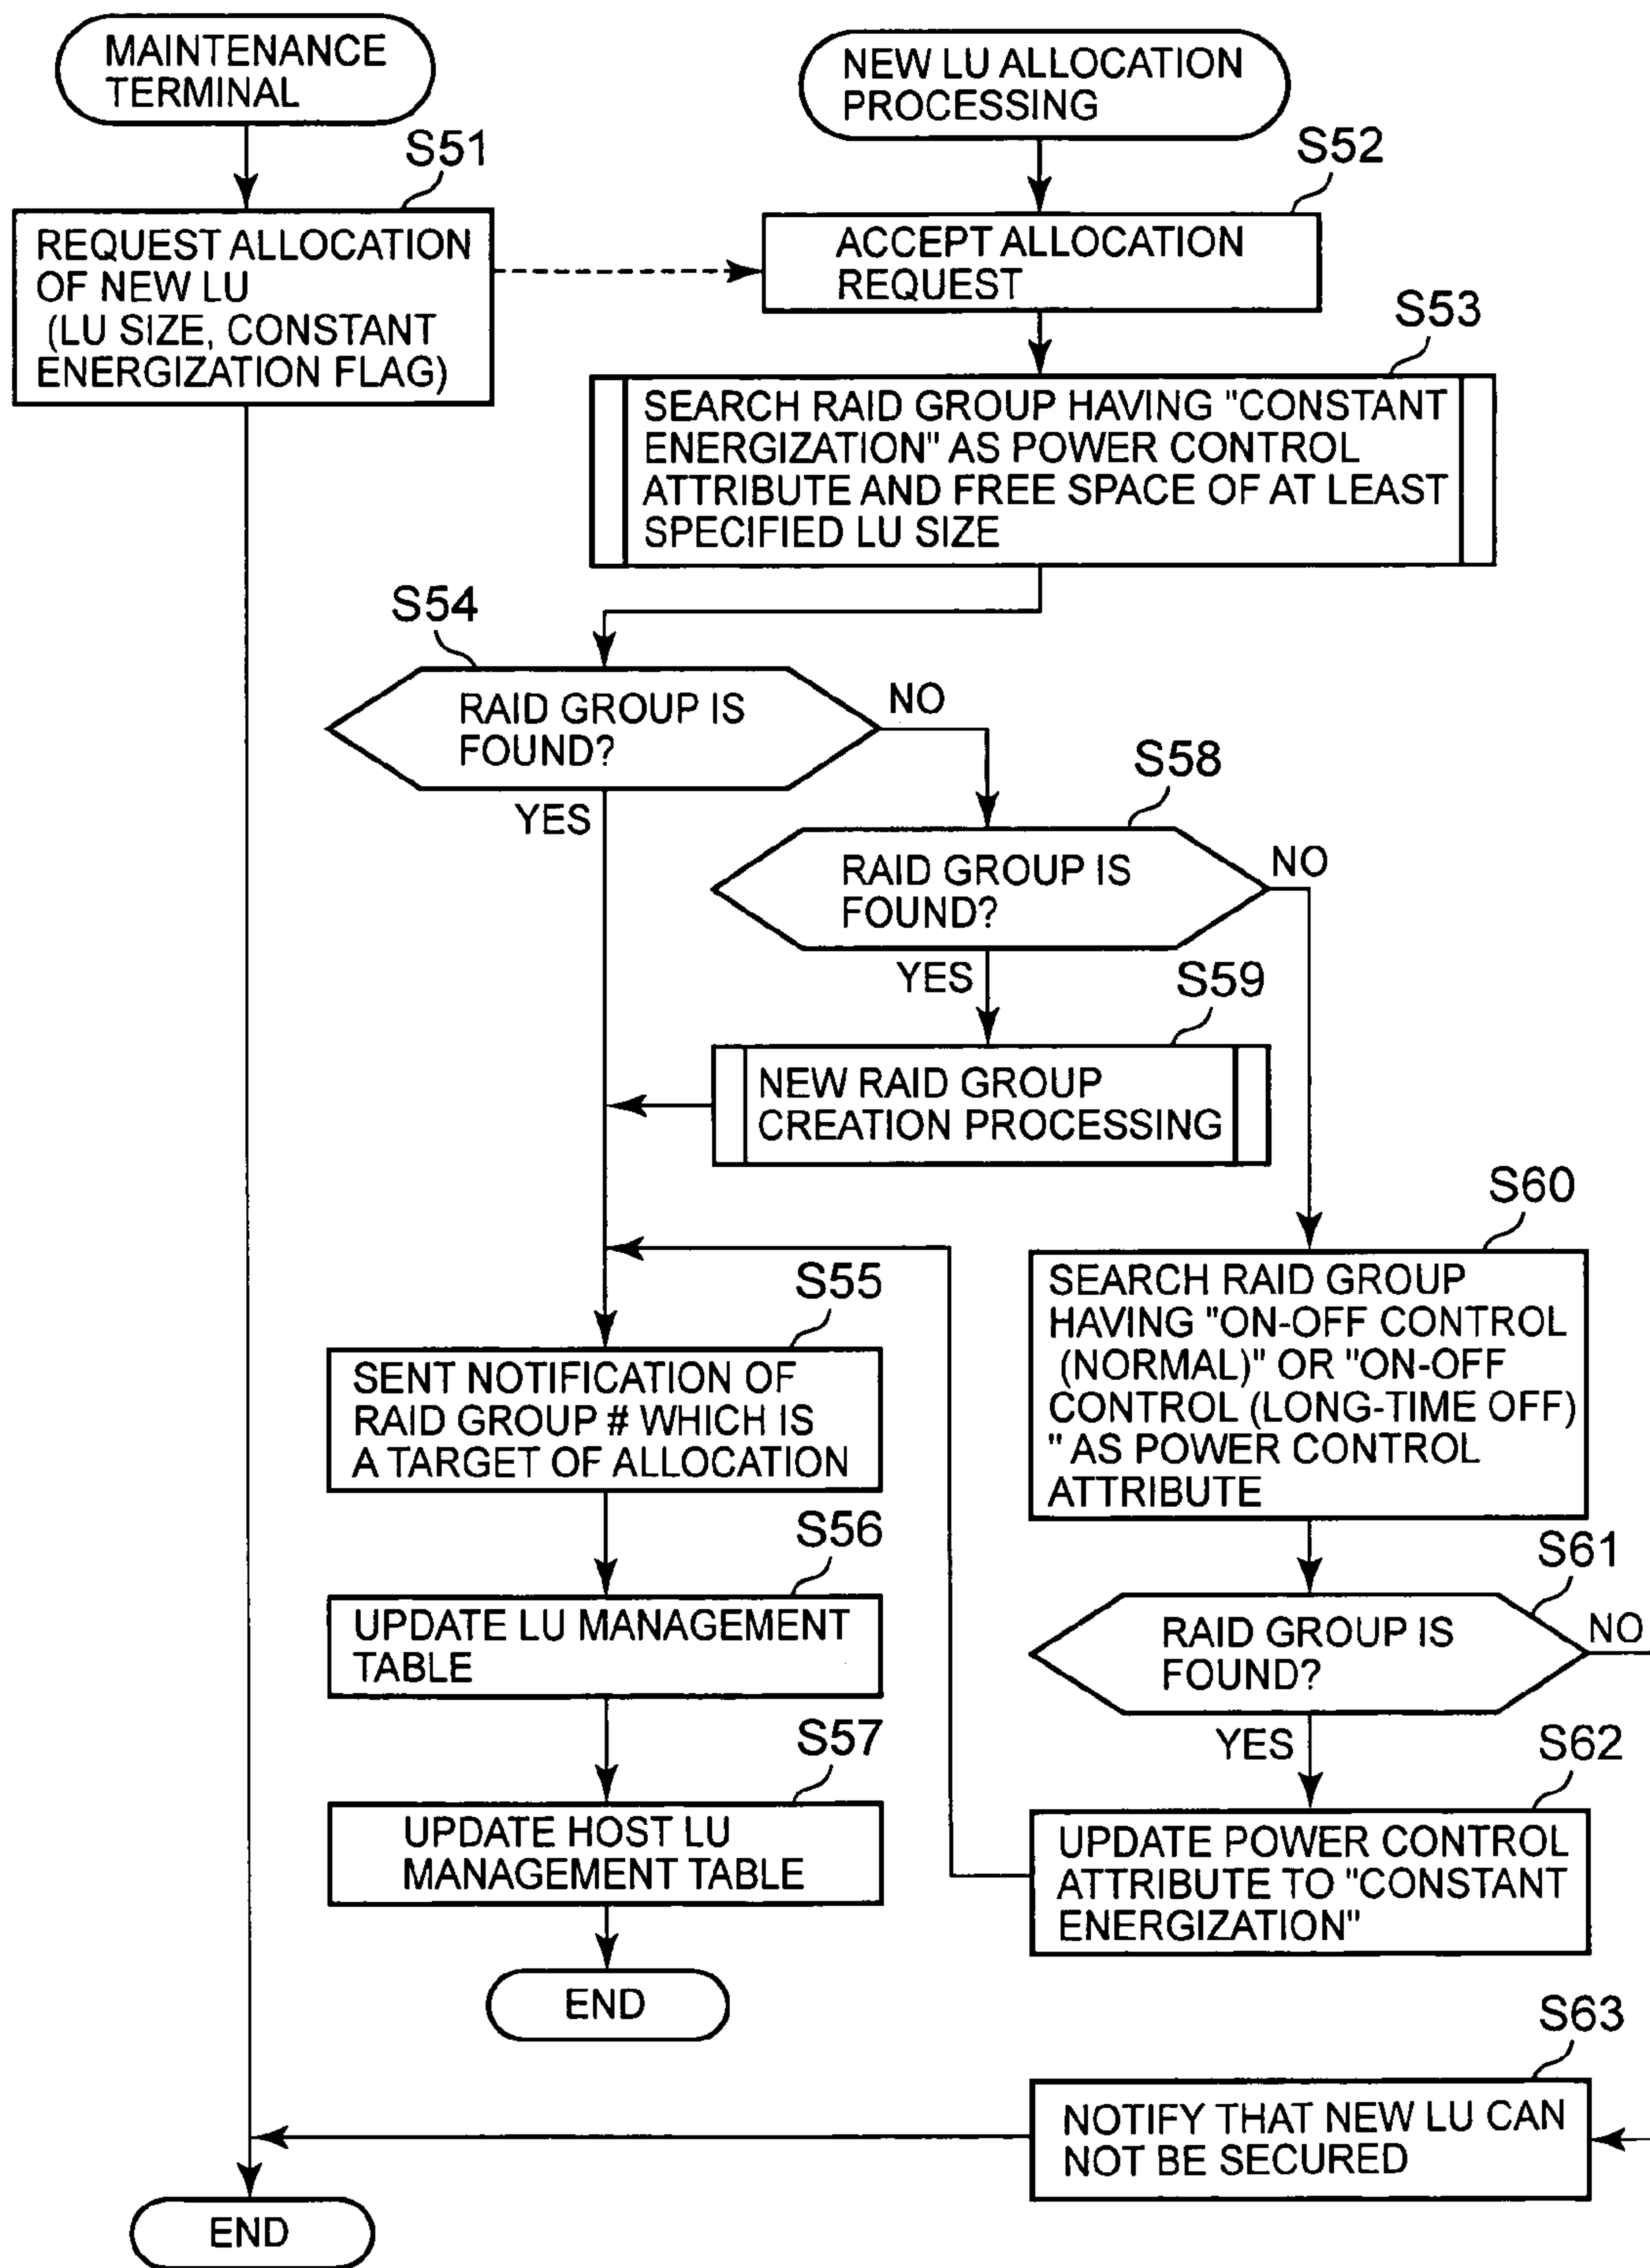 MAINTENANCE
TERMINAL
NEW LU ALLOCATION
PROCESSING
S51
S52
REQUEST ALLOCATION
OF NEW LU
(LU SIZE, CONSTANT
ENERGIZATION FLAG)
ACCEPT ALLOCATION
REQUEST
S53
SEARCH RAID GROUP HAVING "CONSTANT
ENERGIZATION" AS POWER CONTROL
ATTRIBUTE AND FREE SPACE OF AT LEAST
SPECIFIED LU SIZE
S54
RAID GROUP IS
FOUND?
NO
YES
S58
RAID GROUP IS
FOUND?
NO
YES
S59
NEW RAID GROUP
CREATION PROCESSING
S60
SEARCH RAID GROUP
HAVING "ON-OFF CONTROL
(NORMAL)" OR "ON-OFF
CONTROL (LONG-TIME OFF)
" AS POWER CONTROL
ATTRIBUTE
S55
SENT NOTIFICATION OF
RAID GROUP # WHICH IS
A TARGET OF ALLOCATION
S56
UPDATE LU MANAGEMENT
TABLE
S61
RAID GROUP IS
FOUND?
NO
YES
S57
UPDATE HOST LU
MANAGEMENT TABLE
S62
UPDATE POWER CONTROL
ATTRIBUTE TO "CONSTANT
ENERGIZATION"
END
S63
NOTIFY THAT NEW LU CAN
NOT BE SECURED
END